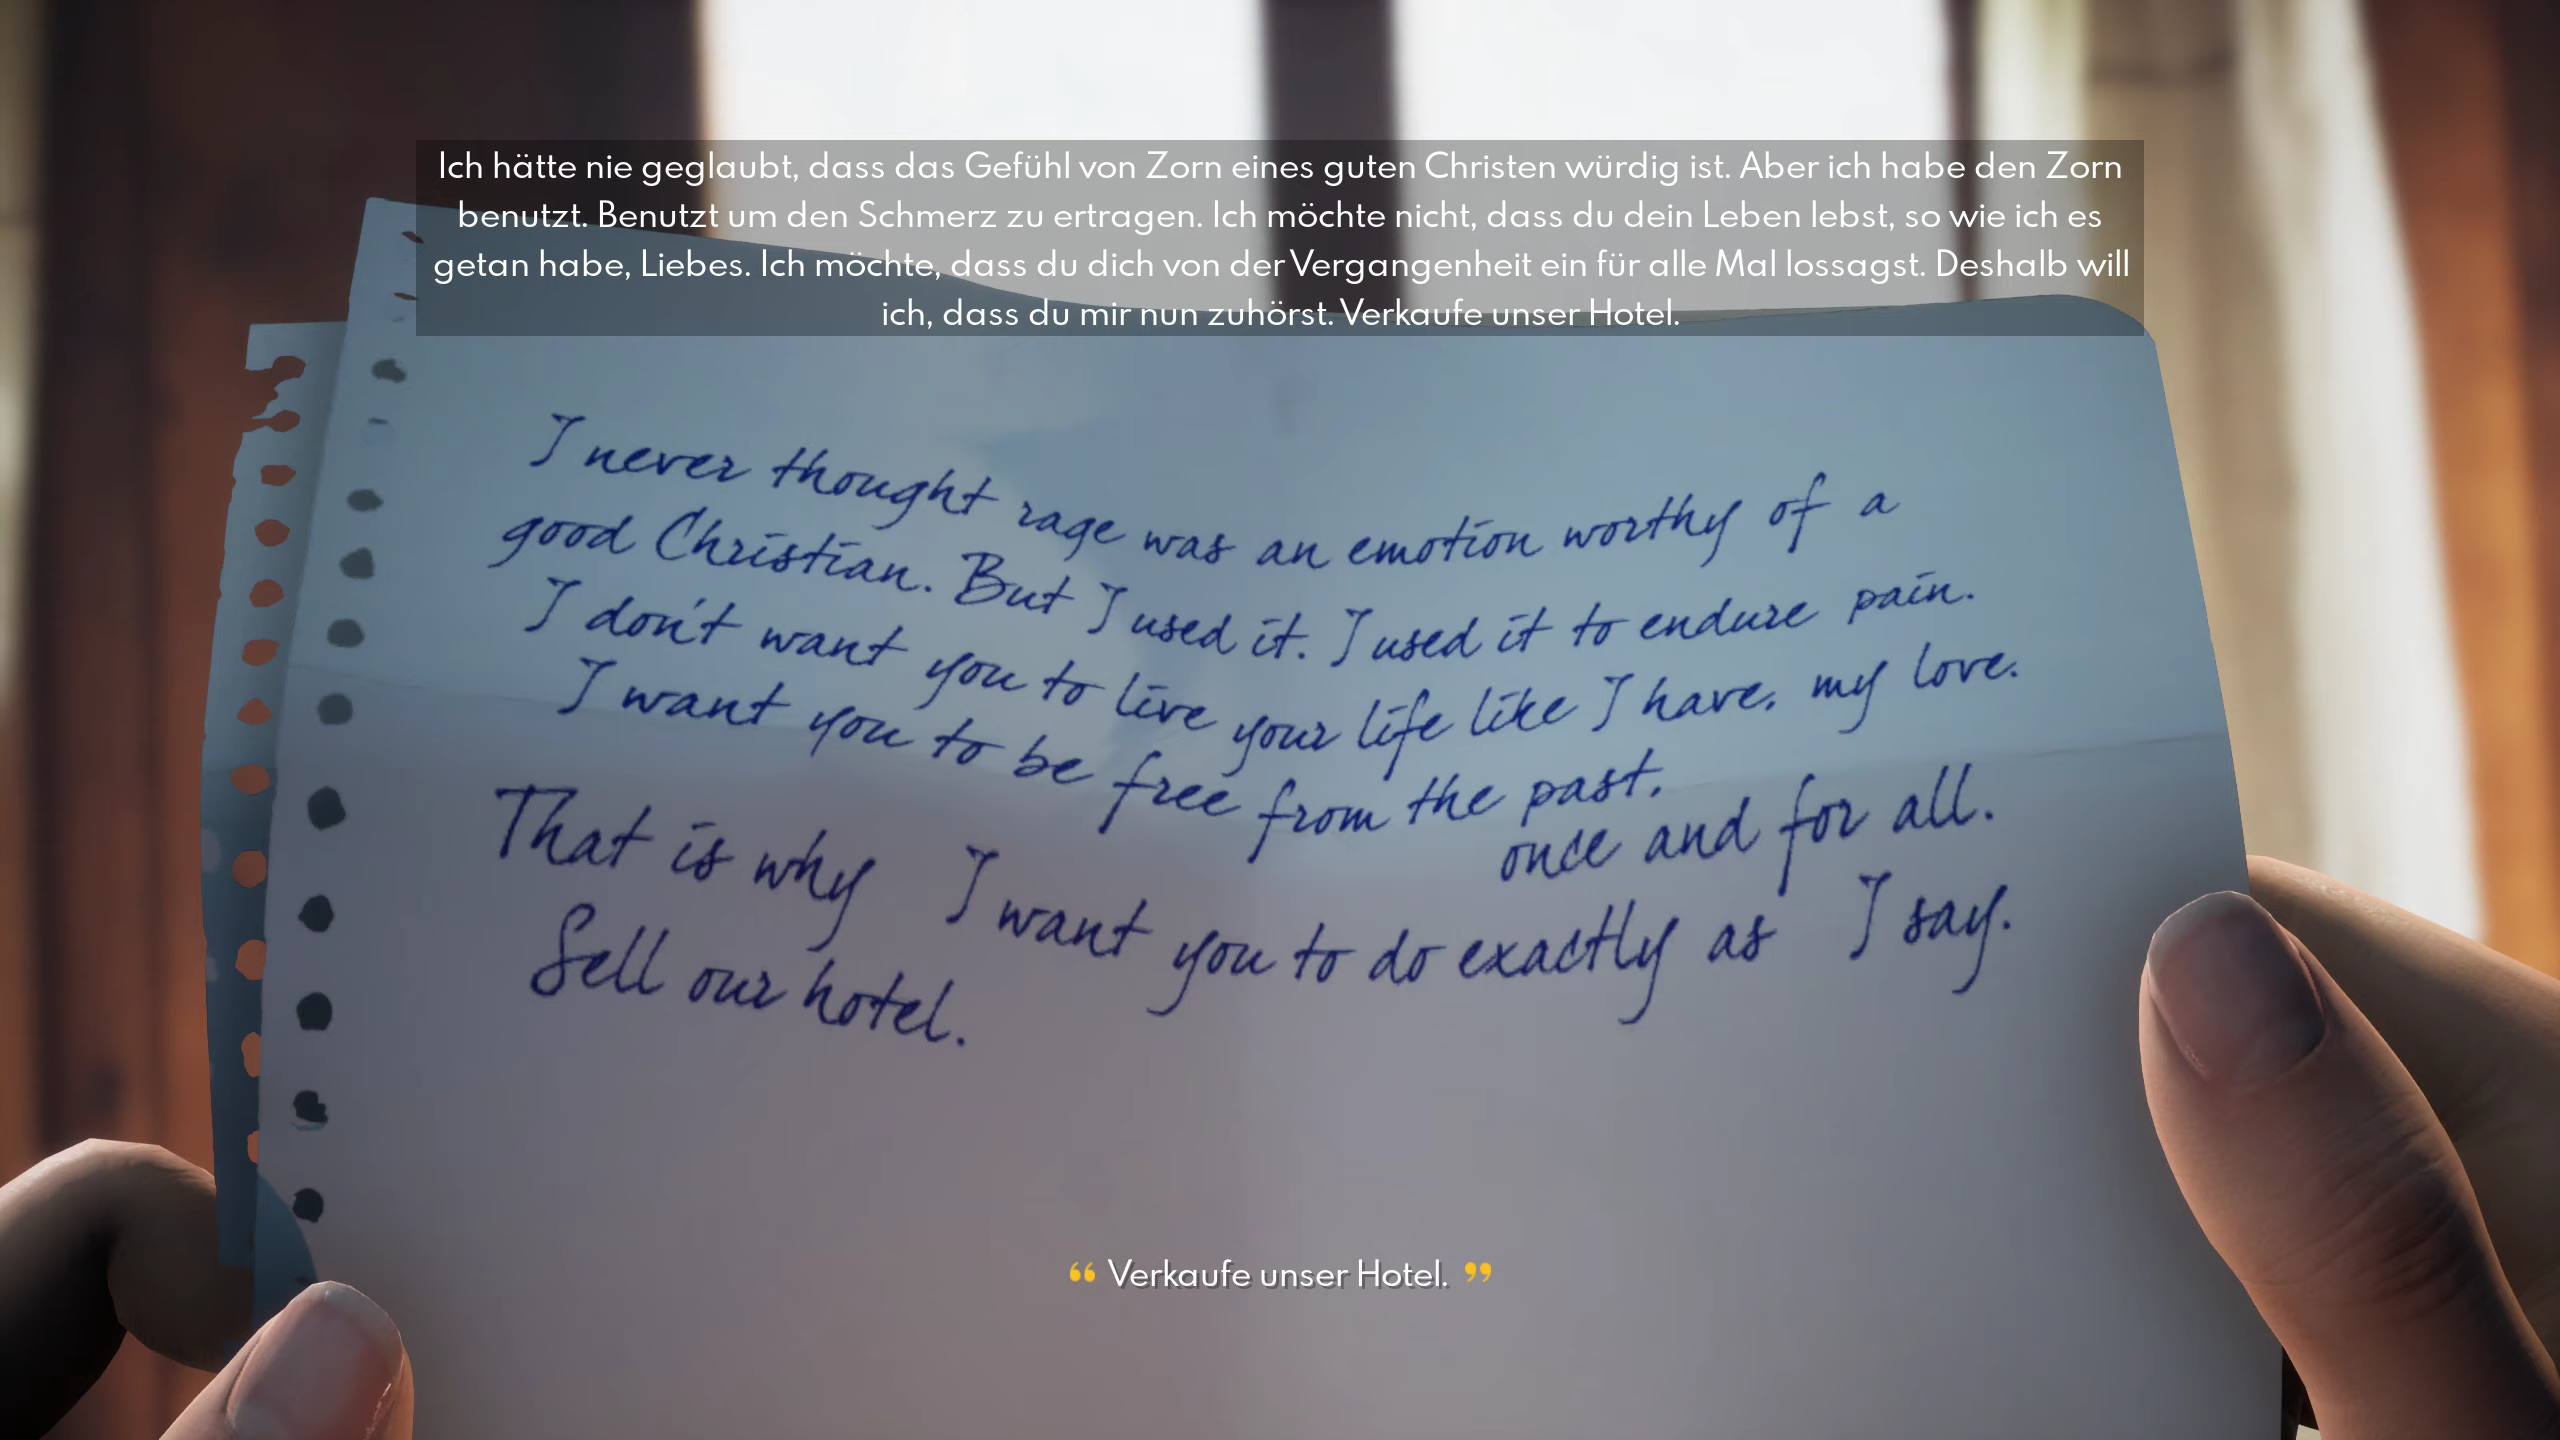 Ich hätte nie geglaubt, dass das Gefühl von Zorn eines guten Christen würdig ist. Aber ich habe den Zorn
benutzt. Benutzt um den Schmerz zu ertragen. Ich möchte nicht, dass du dein Leben lebst, so wie ich es
getan habe, Liebes. Ich möchte, dass du dich von der Vergangenheit ein für alle Mal lossagst. Deshalb will
ich, dass du mir nun zuhörst. Verkaufe unser Hotel.
I never thought rage was an emotion worthy of a
good Christian. But I used it. I used it to endure pain.
I don't want you to live your life like I have, my love.
I want you to be free from the past,
once and for all.
That is why I want you to do exactly as I say.
Sell our hotel.
“ Verkaufe unser Hotel. ”